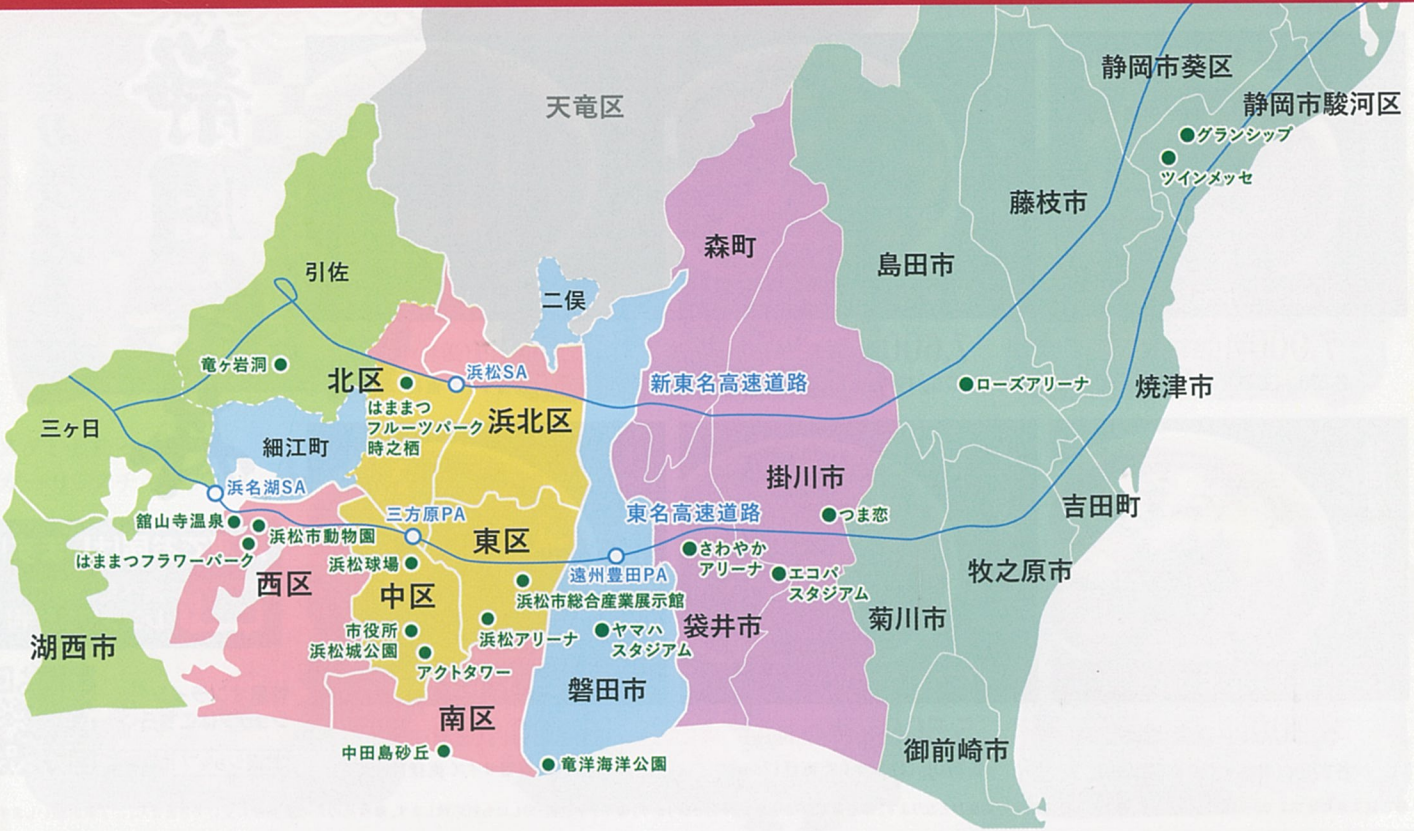 静岡市葵区
天竜区
静岡市駿河区
グランシップ
ツインメッセ
藤枝市
森町
島田市
引佐
二俣
竜ヶ岩洞
浜松SA
北区
新東名高速道路
ローズアリーナ
焼津市
はままつ
フルーツパーク
時之栖
浜北区
三ヶ日
細江町
掛川市
浜名湖SA
吉田町
三方原PA
東名高速道路
つま恋
舘山寺温泉
浜松市動物園
はままつフラワーパーク
東区
さわやか
アリーナ
浜松球場
遠州豊田PA
エコパ
スタジアム
牧之原市
西区
中区
浜松市総合産業展示館
菊川市
市役所
浜松城公園
浜松アリーナ
ヤマハ
スタジアム
袋井市
湖西市
アクトタワー
磐田市
南区
中田島砂丘
竜洋海洋公園
御前崎市